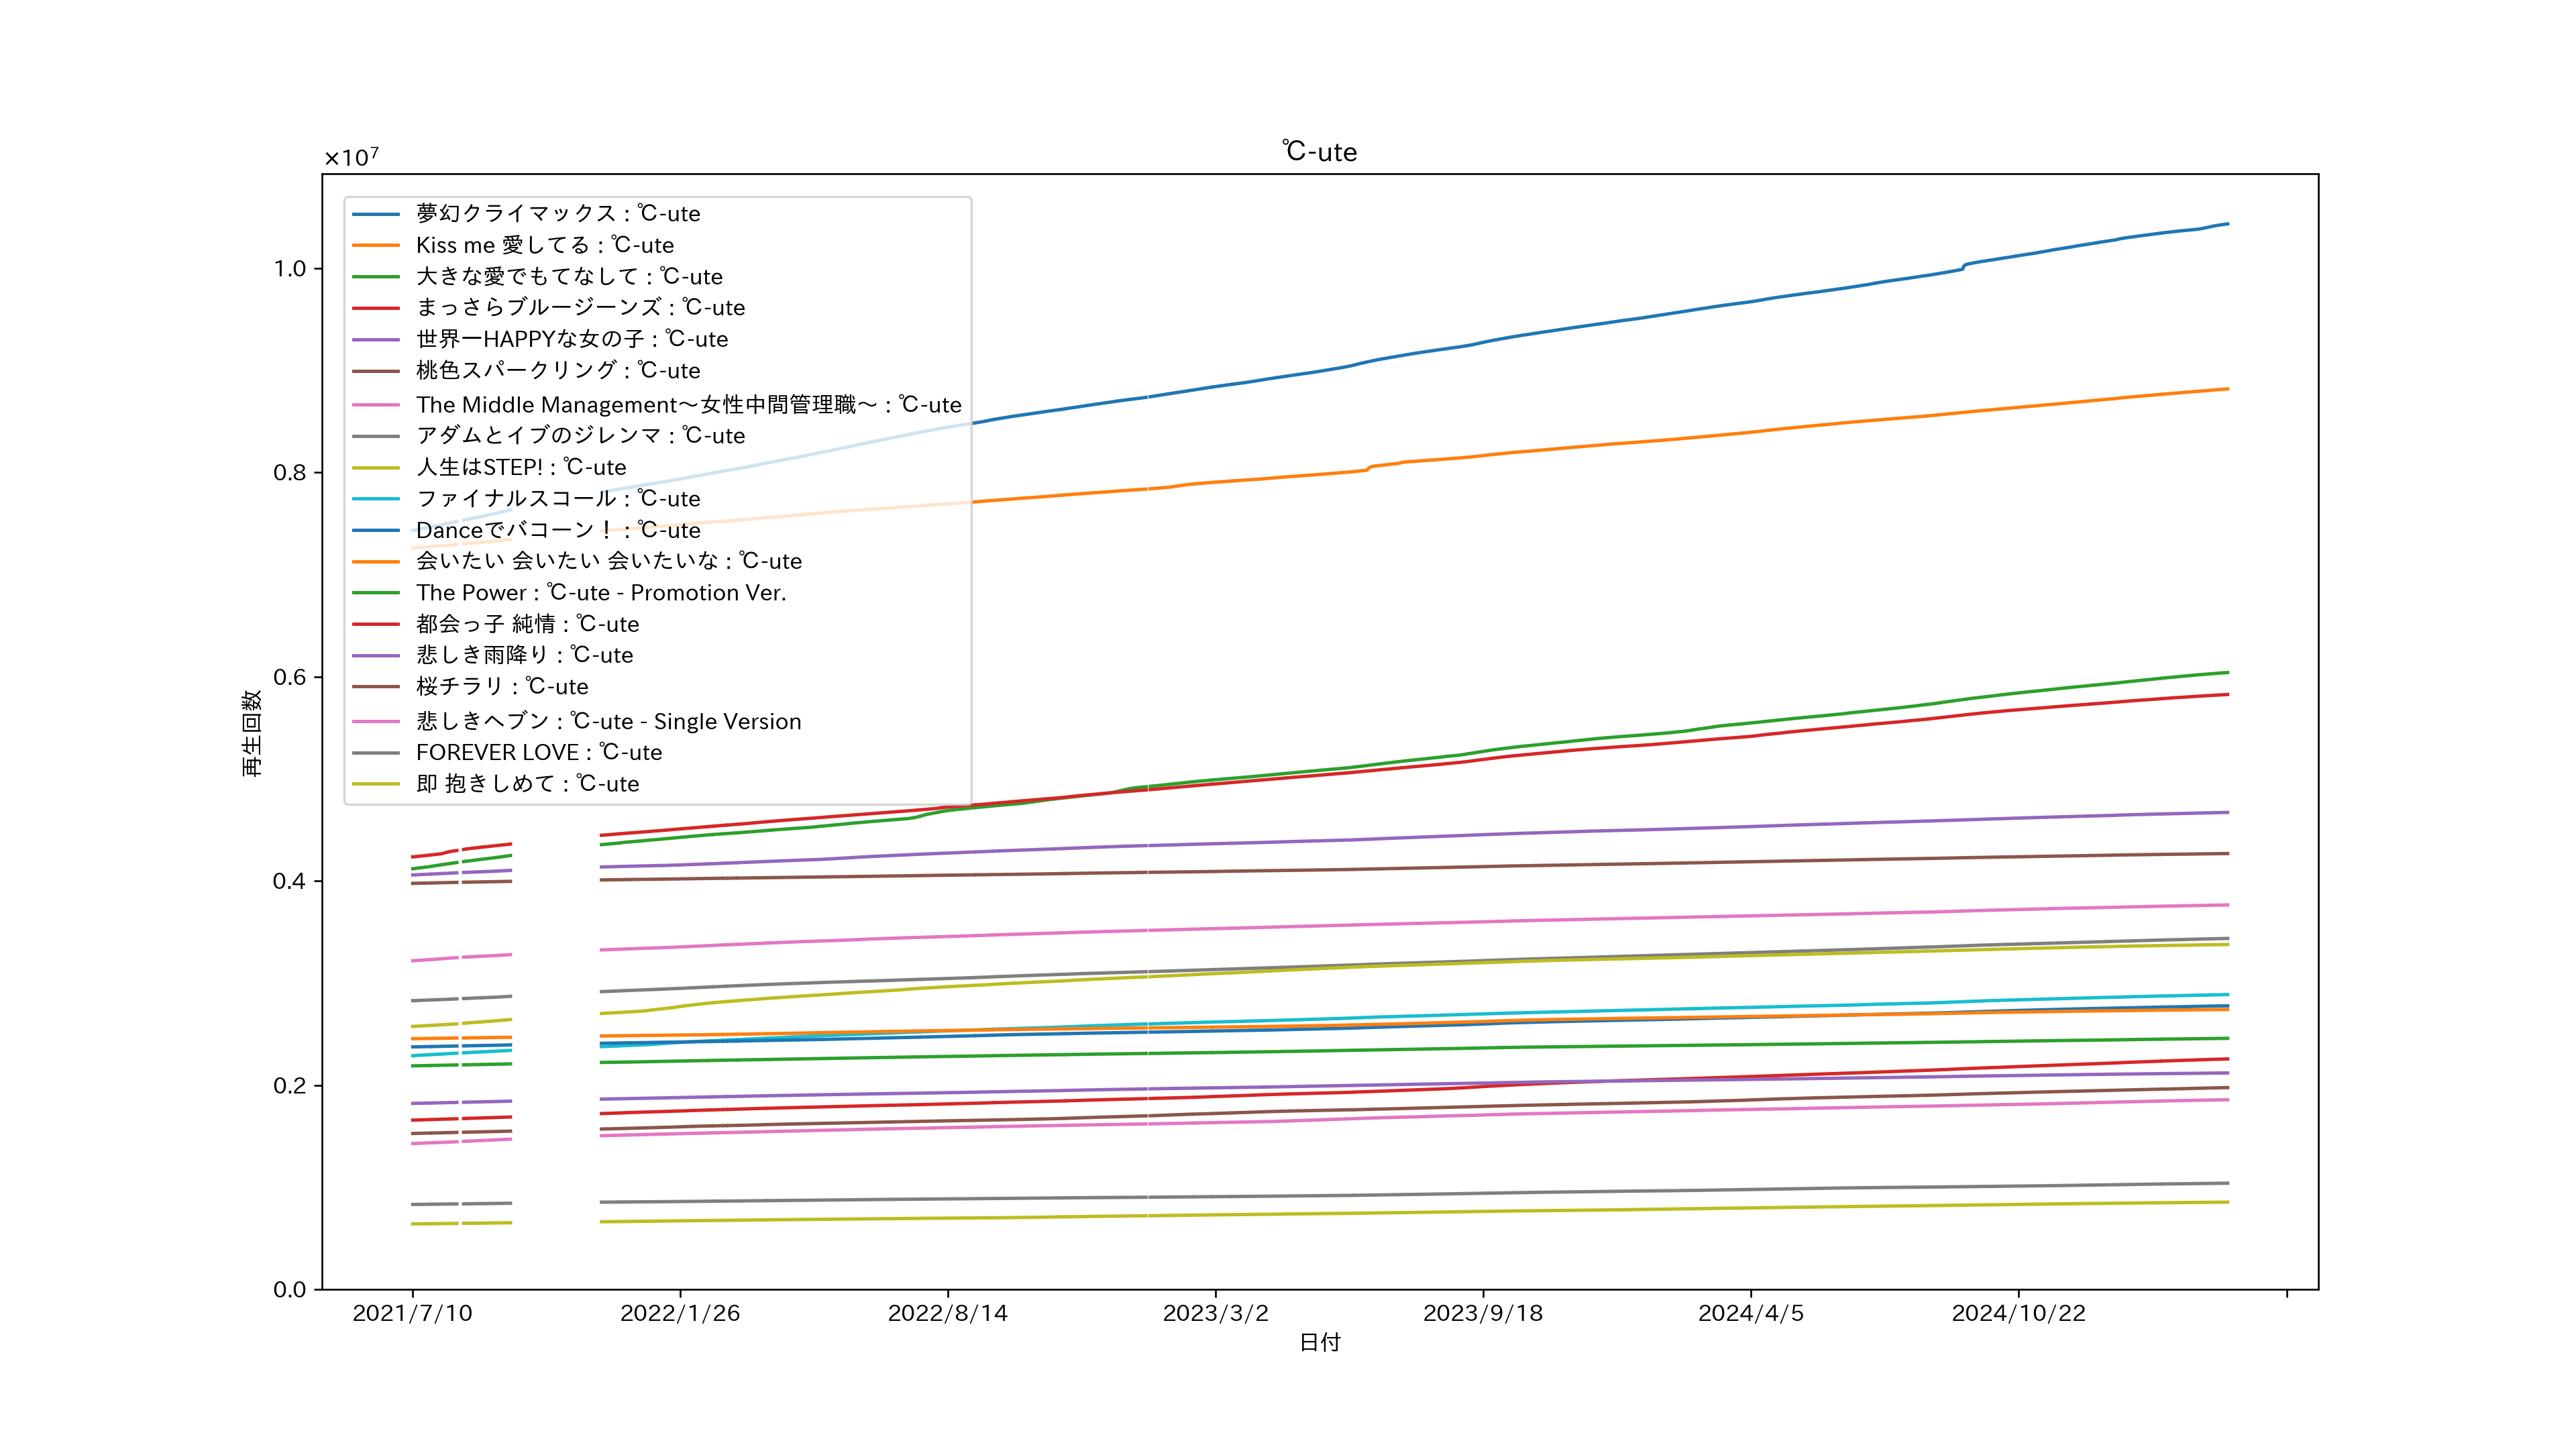 ℃-ute
×10⁷
夢幻クライマックス : ℃-ute
Kiss me 愛してる : ℃-ute
大きな愛でもてなして : ℃-ute
まっさらブルージーンズ : ℃-ute
世界一HAPPYな女の子 : ℃-ute
桃色スパークリング : ℃-ute
The Middle Management～女性中間管理職～ : ℃-ute
アダムとイブのジレンマ : ℃-ute
人生はSTEP! : ℃-ute
ファイナルスコール : ℃-ute
Danceでバコーン！ : ℃-ute
会いたい 会いたい 会いたいな : ℃-ute
The Power : ℃-ute - Promotion Ver.
都会っ子 純情 : ℃-ute
悲しき雨降り : ℃-ute
桜チラリ : ℃-ute
悲しきヘブン : ℃-ute - Single Version
FOREVER LOVE : ℃-ute
即 抱きしめて : ℃-ute
1.0
0.8
0.6
0.4
0.2
0.0
再生回数
2021/7/10 2022/1/26 2022/8/14 2023/3/2 2023/9/18 2024/4/5 2024/10/22
日付